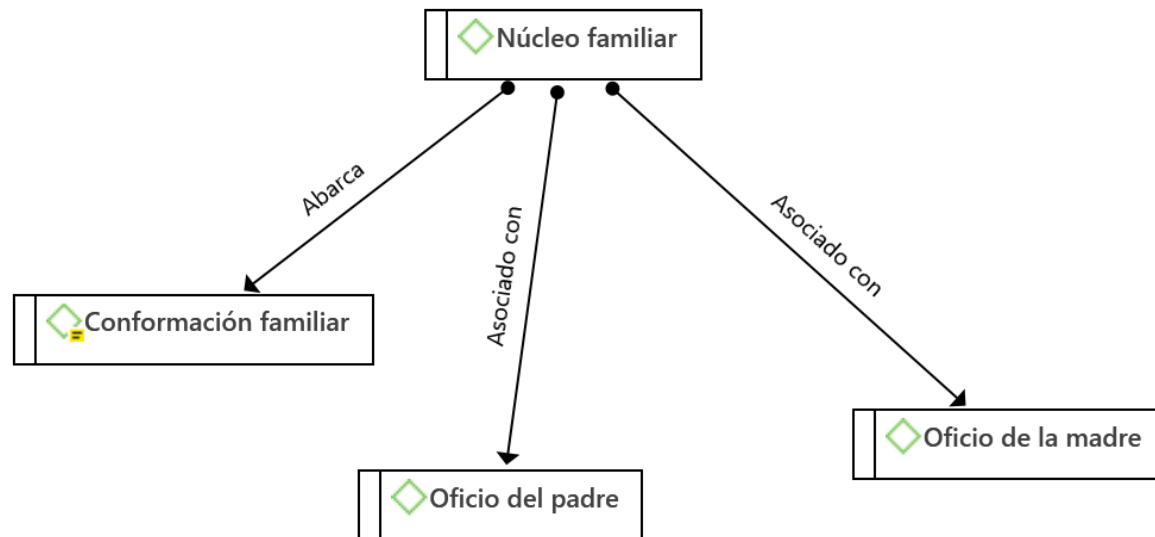 Núcleo familiar
Abarca
Asociado con
Asociado con
Conformación familiar
Oficio de la madre
Oficio del padre